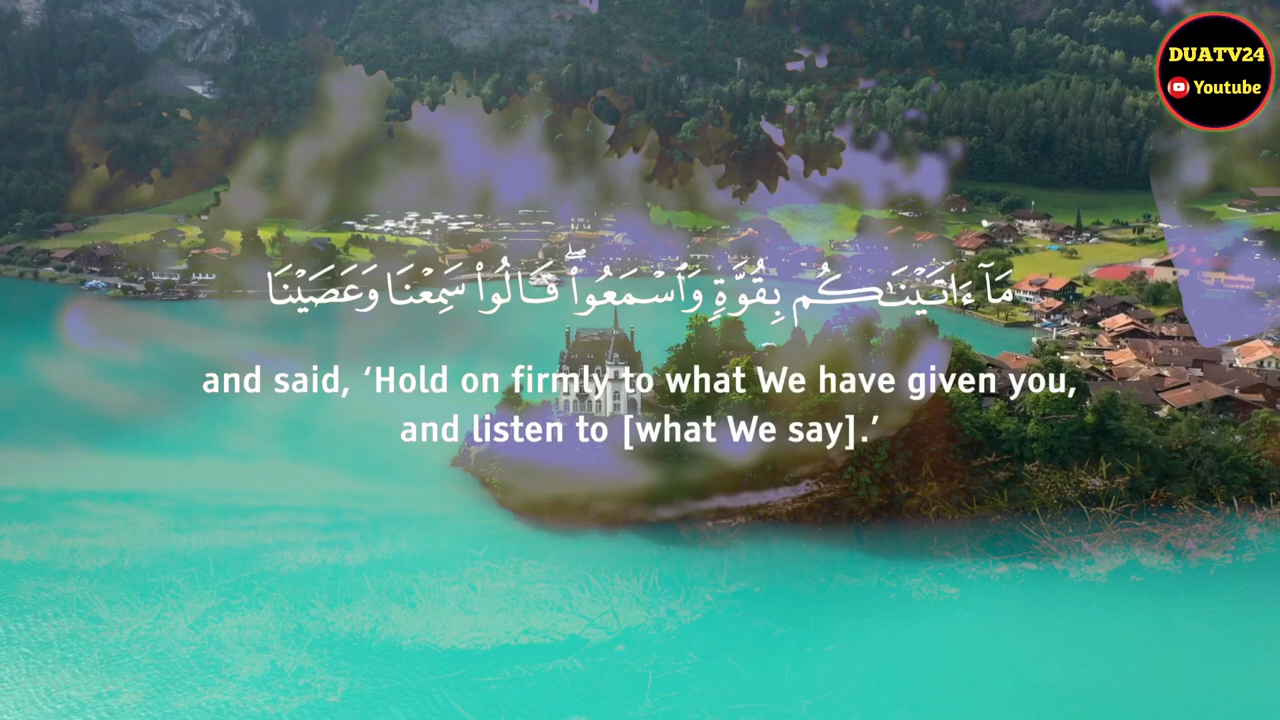 DUATV24
Youtube
مَآ ءَاتَيْنَـٰكُم بِقُوَّةٍ وَٱسْمَعُوا۟ ۖ قَالُوا۟ سَمِعْنَا وَعَصَيْنَا
and said, ‘Hold on firmly to what We have given you,
and listen to [what We say].’